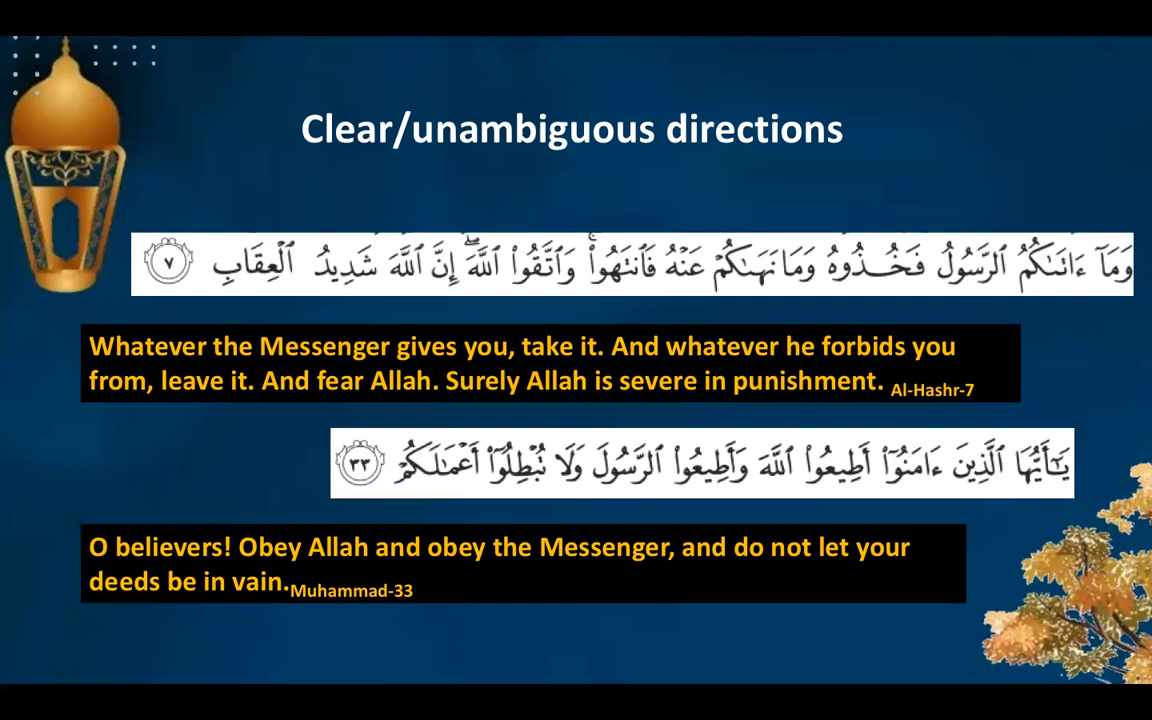 Clear/unambiguous directions
وَمَآ ءَاتَىٰكُمُ ٱلرَّسُولُ فَخُذُوهُ وَمَا نَهَىٰكُمْ عَنْهُ فَٱنتَهُوا۟ ۚ وَٱتَّقُوا۟ ٱللَّهَ ۖ إِنَّ ٱللَّهَ شَدِيدُ ٱلْعِقَابِ ٧
Whatever the Messenger gives you, take it. And whatever he forbids you
from, leave it. And fear Allah. Surely Allah is severe in punishment. Al-Hashr-7
يَٰٓأَيُّهَا ٱلَّذِينَ ءَامَنُوٓا۟ أَطِيعُوا۟ ٱللَّهَ وَأَطِيعُوا۟ ٱلرَّسُولَ وَلَا تُبْطِلُوٓا۟ أَعْمَٰلَكُمْ ٣٣
O believers! Obey Allah and obey the Messenger, and do not let your
deeds be in vain.Muhammad-33